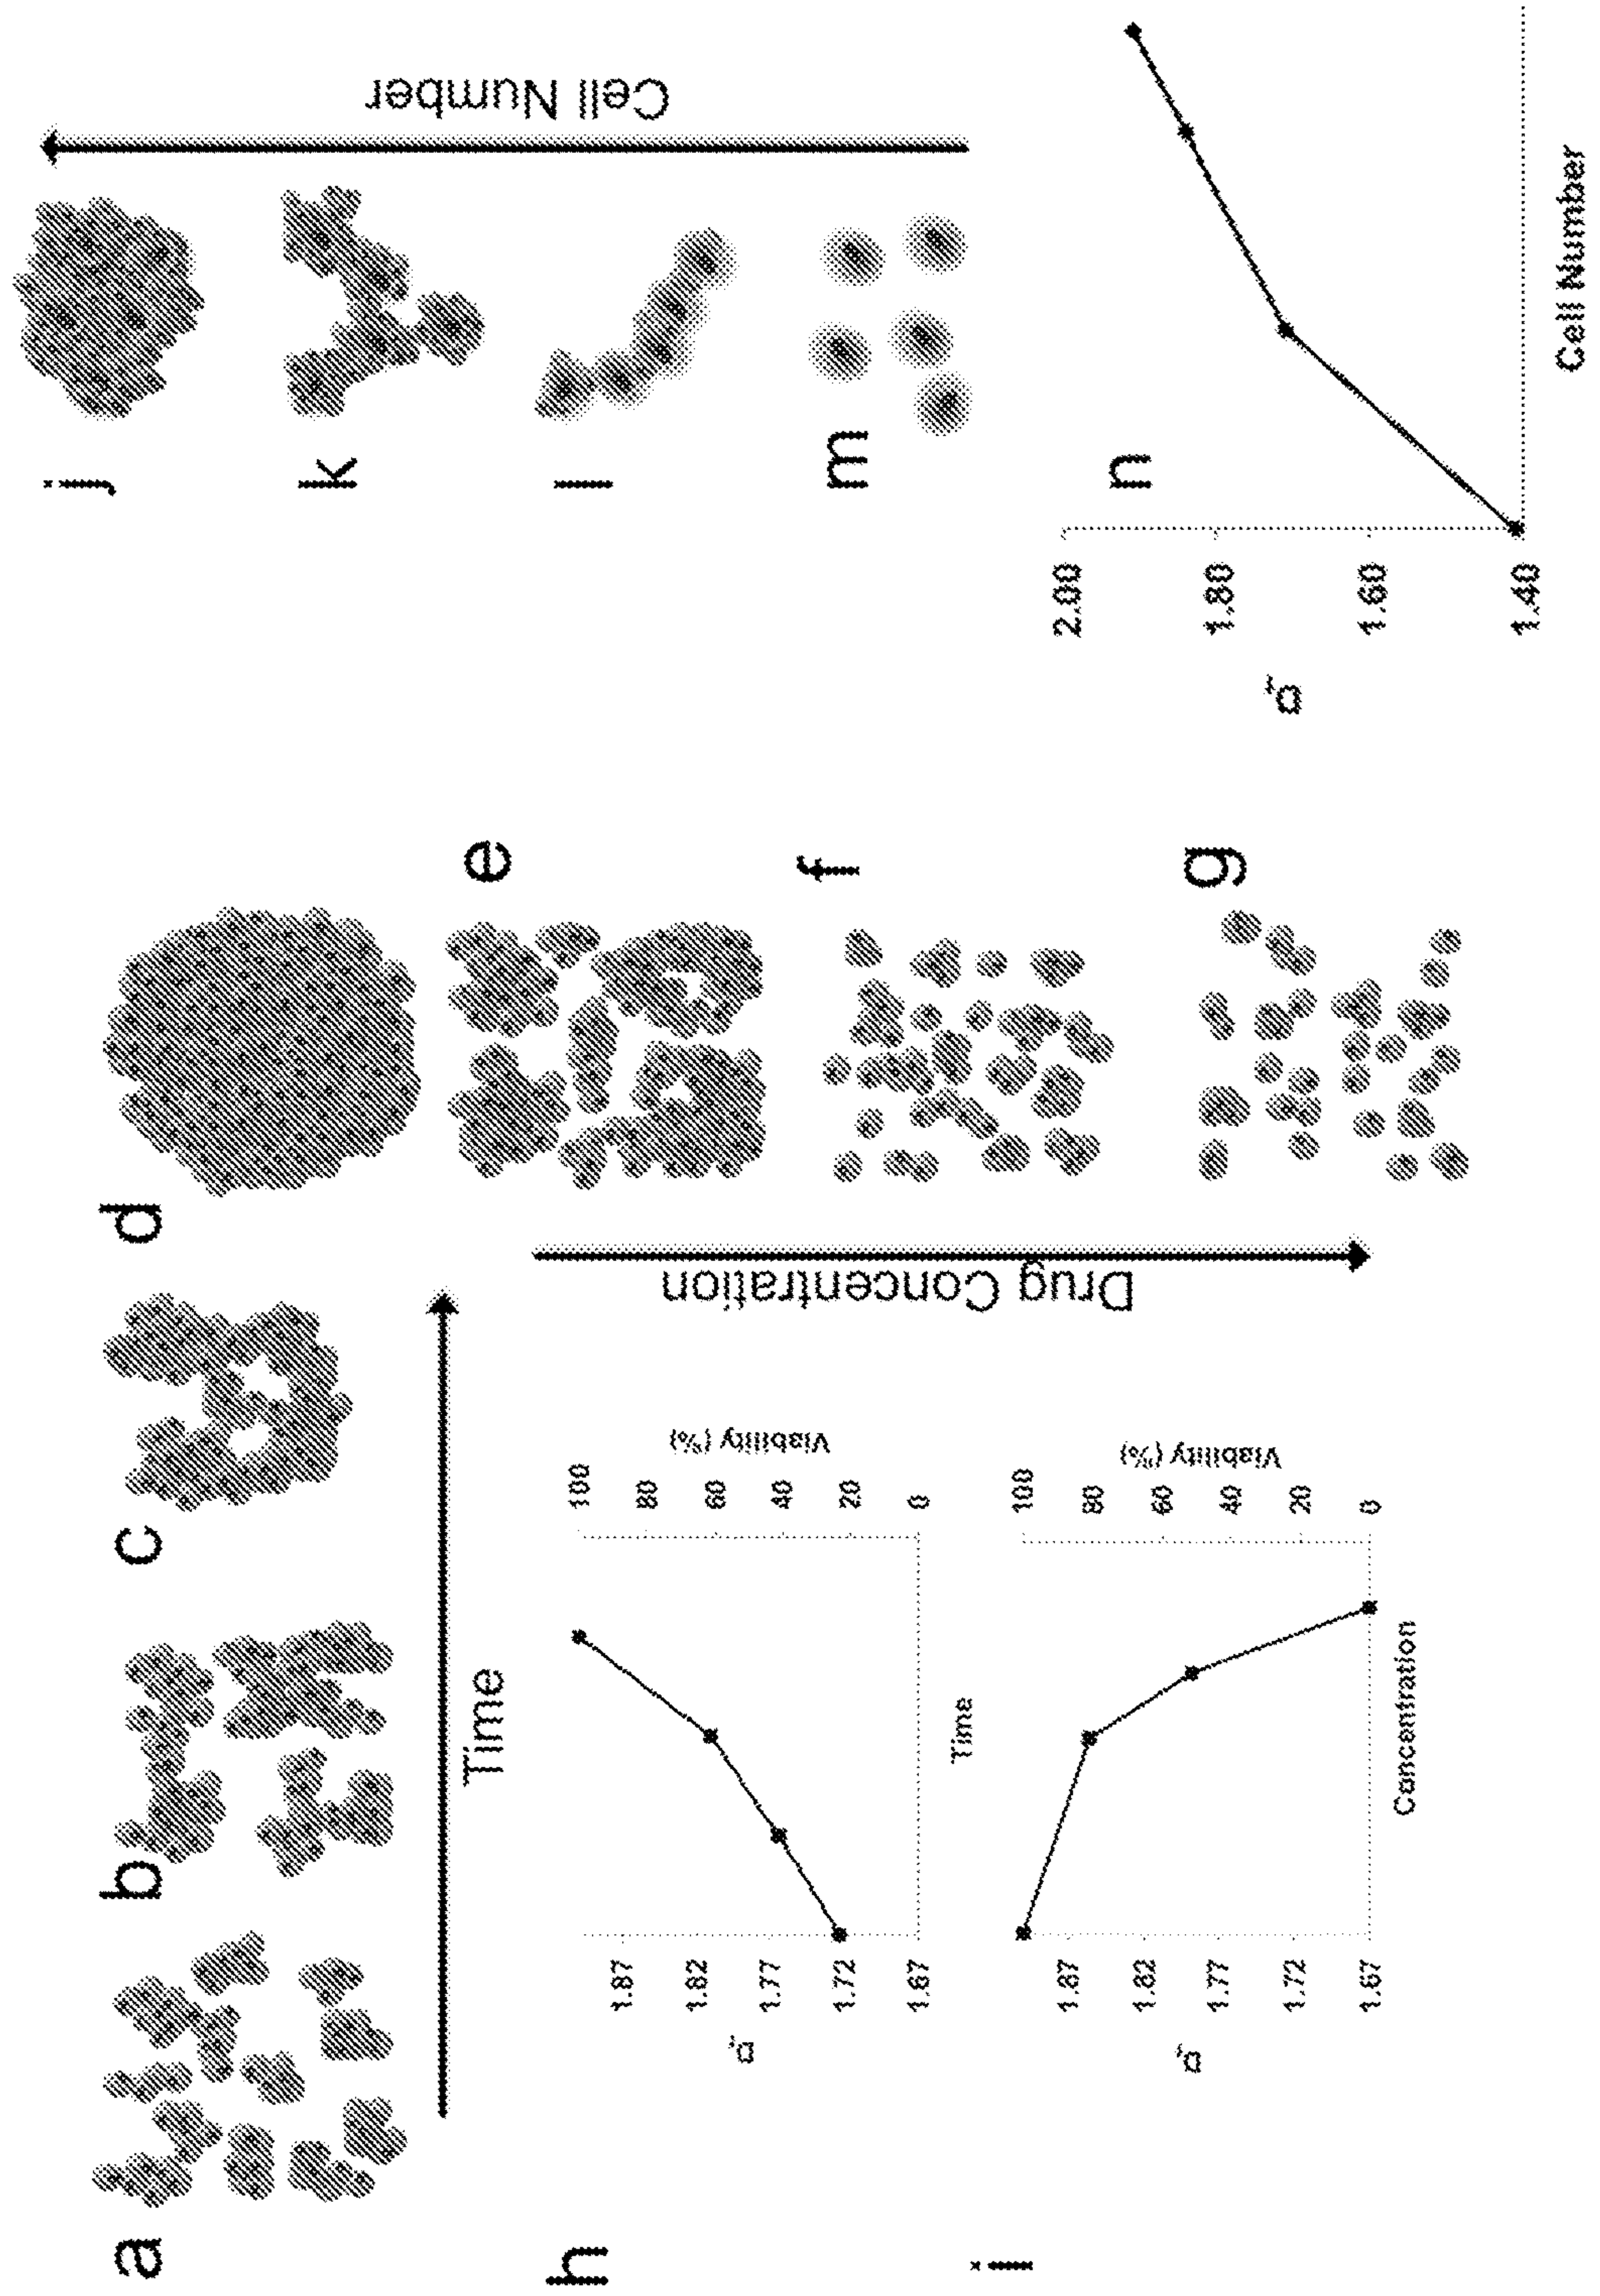 a
b
c
d
Time
e
f
g
Drug Concentration
h
1.87
1.82
1.77
1.72
1.67
100
80
60
40
20
0
Viability (%)
Time
i
1.87
1.82
1.77
1.72
1.67
100
80
60
40
20
0
Viability (%)
Concentration
j
k
l
m
Cell Number
n
2.00
1.80
1.60
1.40
Cell Number